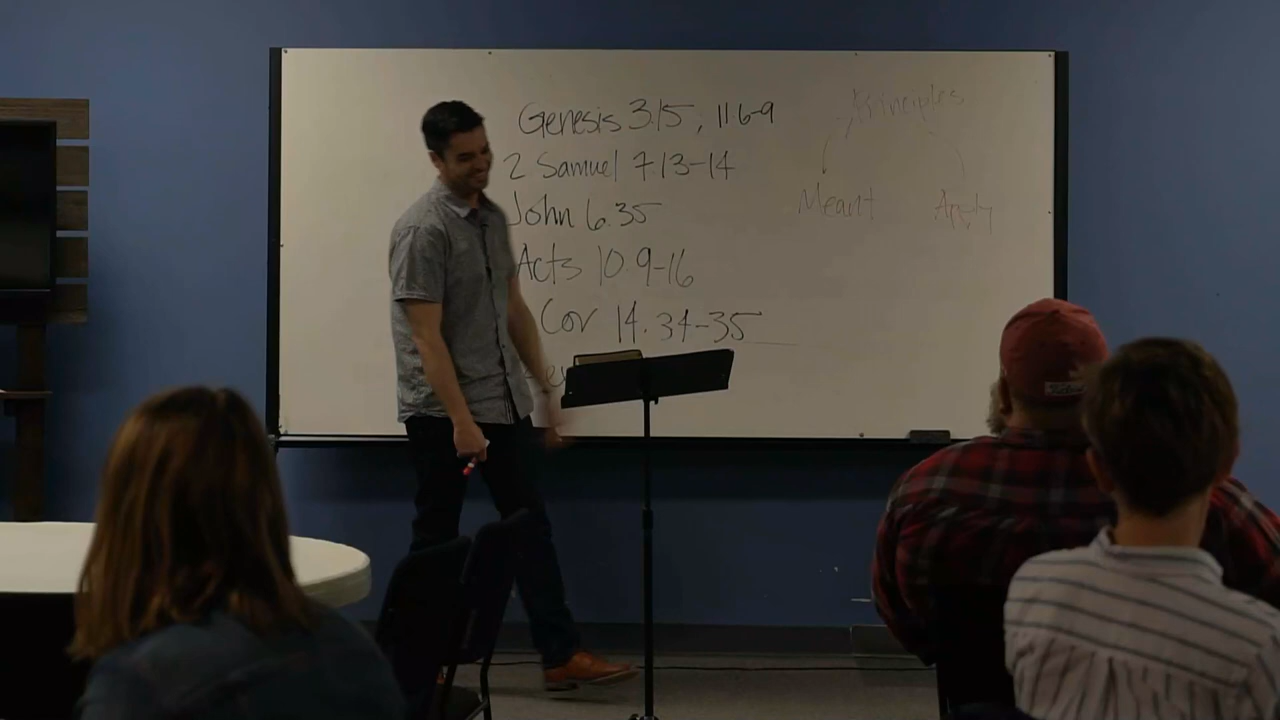 Genesis 3.15, 11.6-9
2 Samuel 7.13-14
John 6.35
Acts 10.9-16
Cor 14.34-35
Principles
Meant Apply